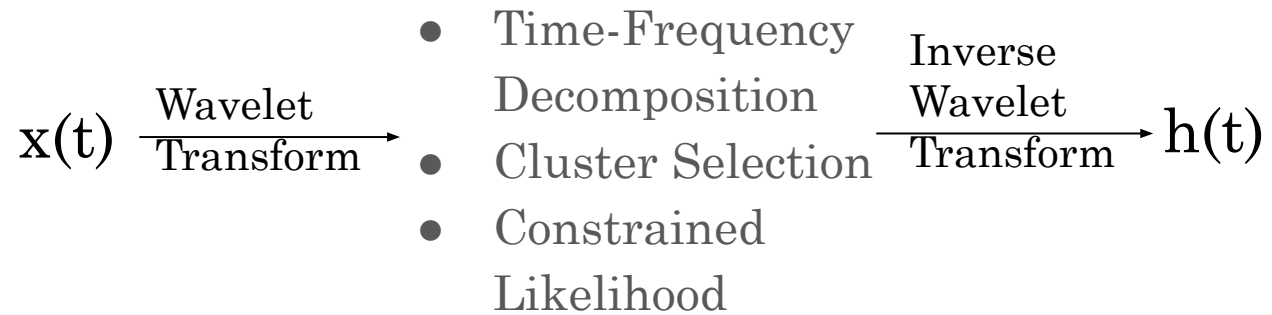 x(t)
Wavelet
Transform
● Time-Frequency
Decomposition
● Cluster Selection
● Constrained
Likelihood
Inverse
Wavelet
Transform
h(t)